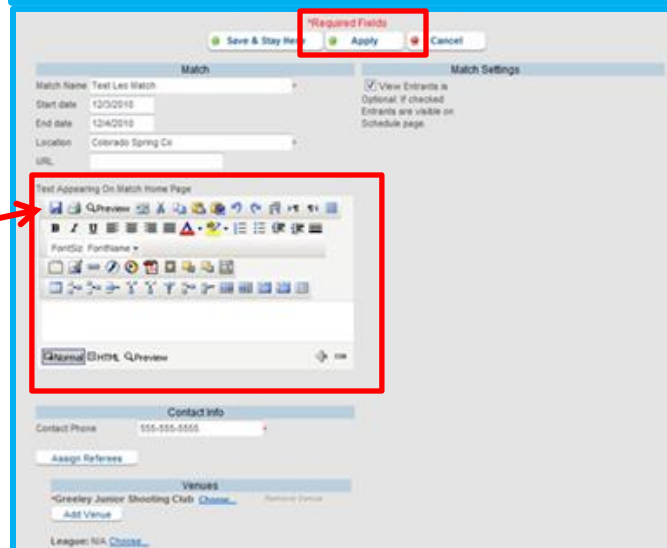 *Required Fields
Save & Stay Here Apply Cancel
Match
Match Name Test Leo Match *
Start date 12/3/2010
End date 12/4/2010
Location Colorado Spring Co *
URL
Match Settings
View Entrants is
Optional. If checked
Entrants are visible on
Schedule page.
Text Appearing On Match Home Page
Preview
B I U
FontSiz FontName
Normal HTML Preview
Contact Info
Contact Phone 555-555-5555 *
Assign Referees
Venues
*Greeley Junior Shooting Club Choose... Remove Venue
Add Venue
League: N/A Choose...